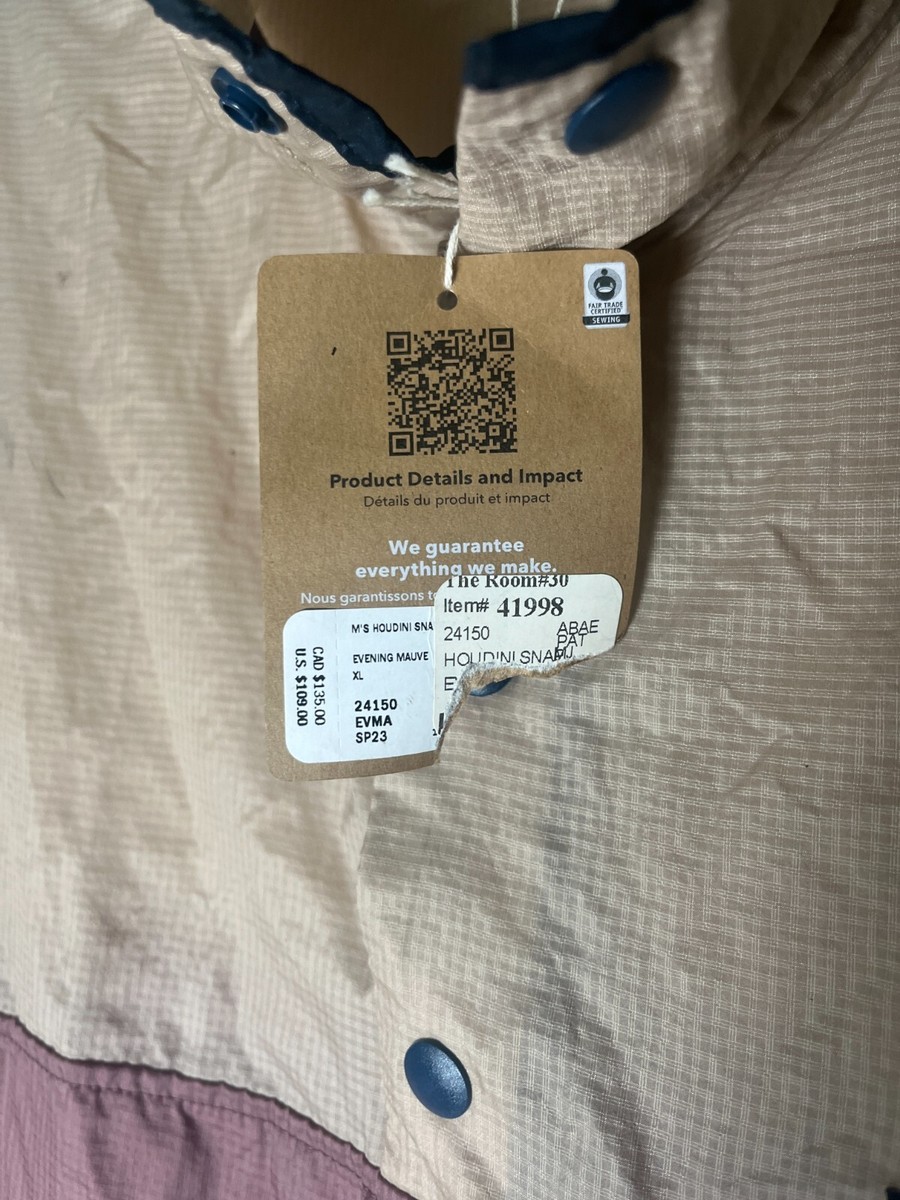 FAIR TRADE
CERTIFIED
SEWING
Product Details and Impact
Détails du produit et impact
We guarantee
everything we make.
Nous garantissons
The Room#30
Item# 41998
24150
ABAE
PAT
HOUDINI SNAP
M'S HOUDINI SNA
EVENING MAUVE
XL
24150
EVMA
SP23
CAD $135.00
U.S. $109.00